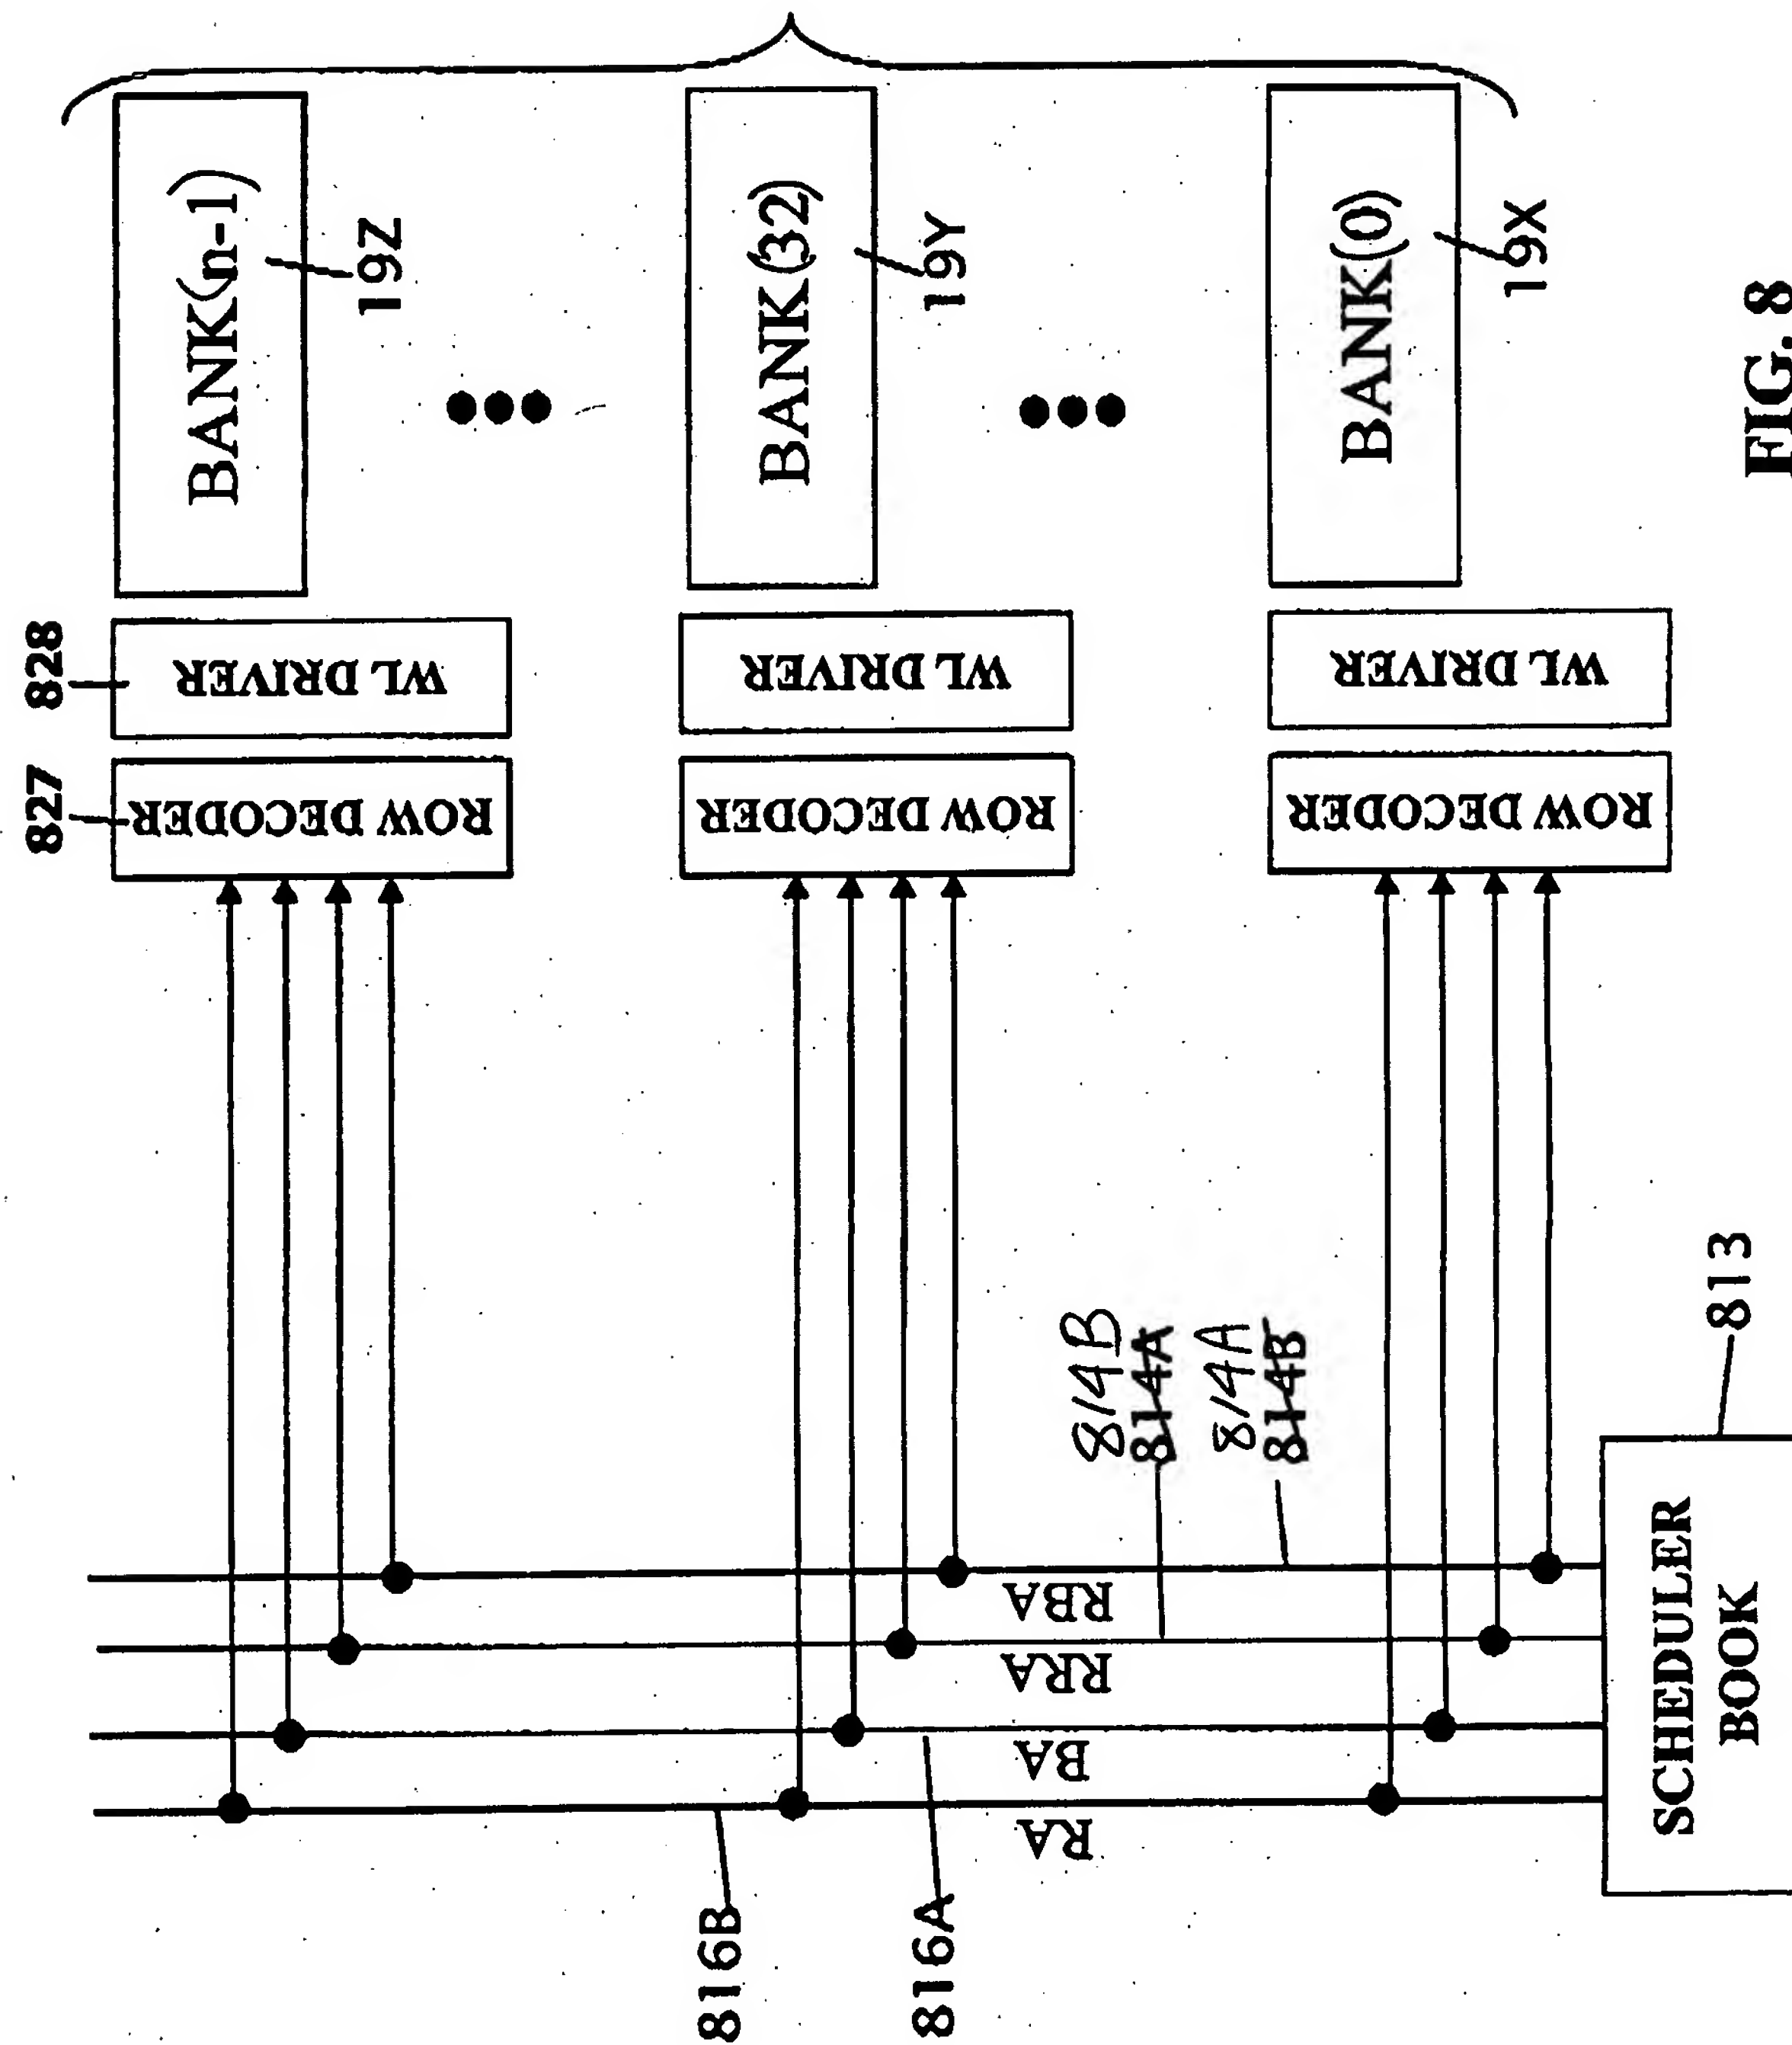 828
827
BANK(n-1)
19Z
WL DRIVER
ROW DECODER
BANK(32)
19Y
WL DRIVER
ROW DECODER
BANK(0)
19X
WL DRIVER
ROW DECODER
814B
814A
814A
814B
RBA
RRA
BA
RA
816B
816A
813
SCHEDULER
BOOK
FIG. 8